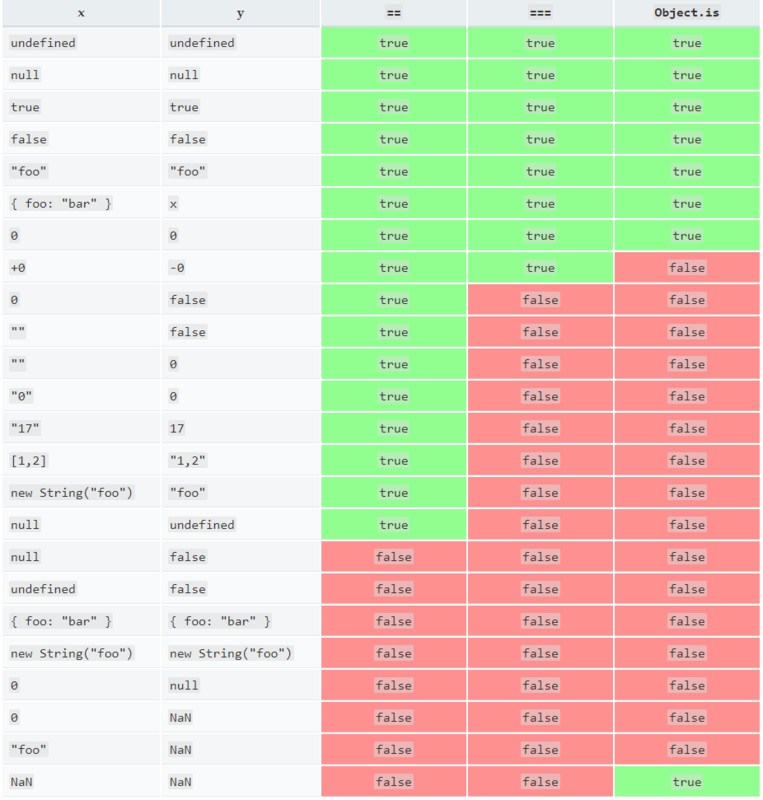 x y == === Object.is
undefined undefined true true true
null null true true true
true true true true true
false false true true true
"foo" "foo" true true true
{ foo: "bar" } x true true true
0 0 true true true
+0 -0 true true false
0 false true false false
"" false true false false
"" 0 true false false
"0" 0 true false false
"17" 17 true false false
[1,2] "1,2" true false false
new String("foo") "foo" true false false
null undefined true false false
null false false false false
undefined false false false false
{ foo: "bar" } { foo: "bar" } false false false
new String("foo") new String("foo") false false false
0 null false false false
0 NaN false false false
"foo" NaN false false false
NaN NaN false false true